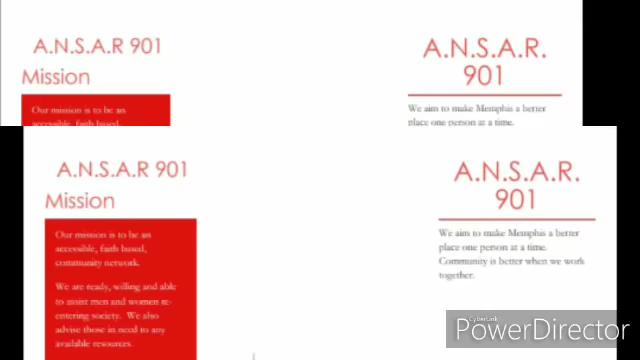 A.N.S.A.R 901
Mission
Our mission is to be an
accessible, faith based,
A.N.S.A.R.
901
We aim to make Memphis a better
place one person at a time.
A.N.S.A.R 901
Mission
Our mission is to be an
accessible, faith based,
community network.
We are ready, willing and able
to assist men and women re-
entering society. We also
advise those in need to any
available resources.
A.N.S.A.R.
901
We aim to make Memphis a better
place one person at a time.
Community is better when we work
together.
CyberLink
PowerDirector